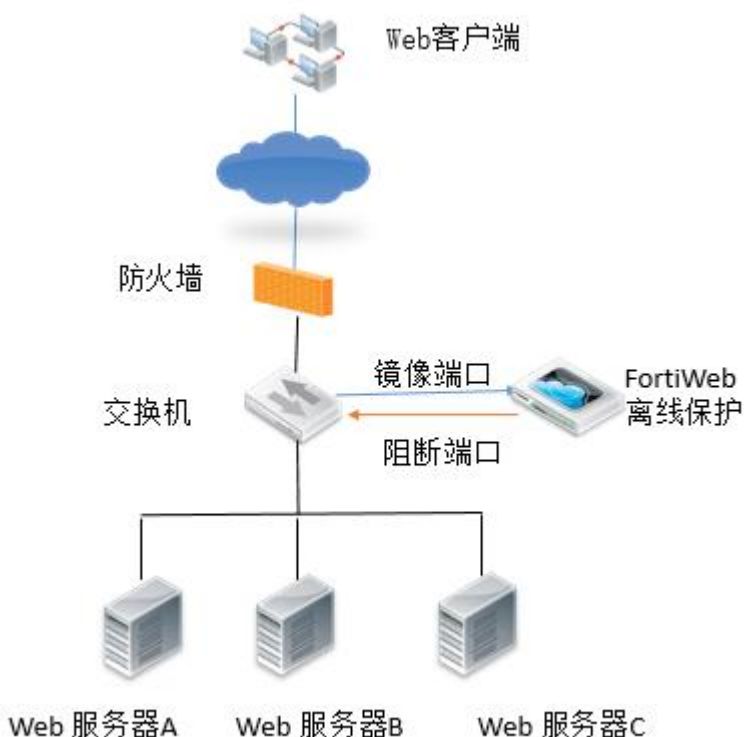 Web客户端
防火墙
镜像端口
FortiWeb
离线保护
交换机
阻断端口
Web 服务器A
Web 服务器B
Web 服务器C